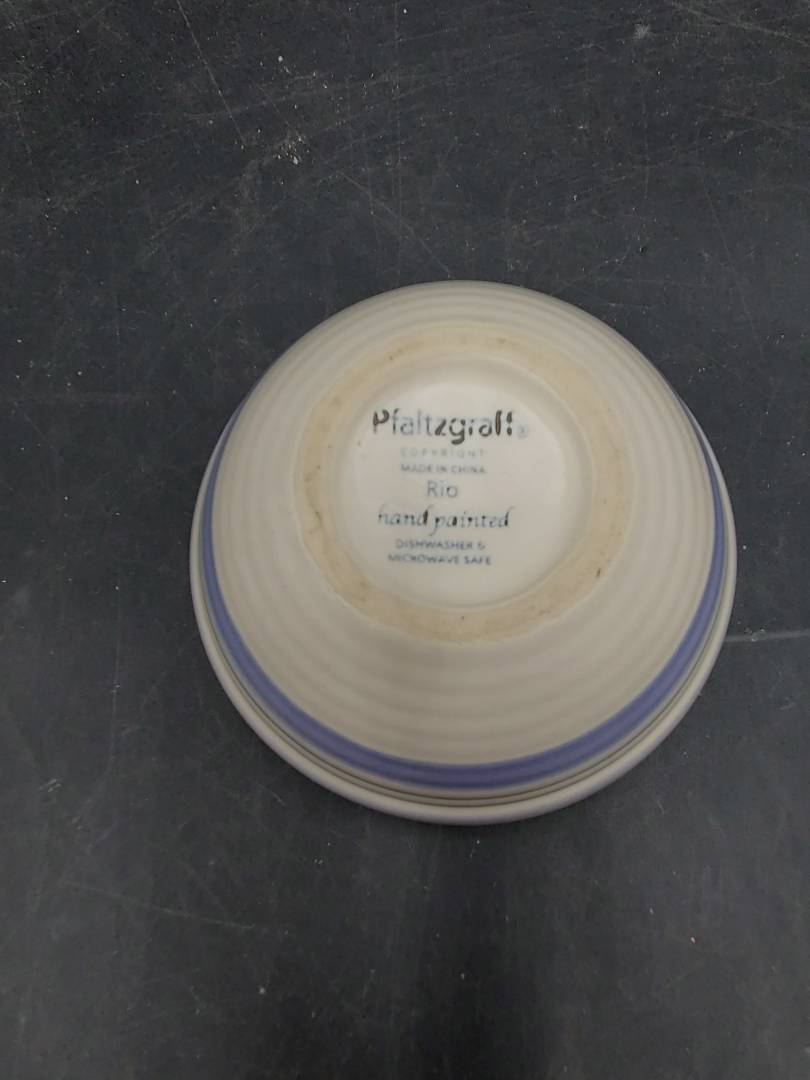 Pfaltzgraff®
COPYRIGHT
MADE IN CHINA
Rio
hand painted
DISHWASHER &
MICROWAVE SAFE